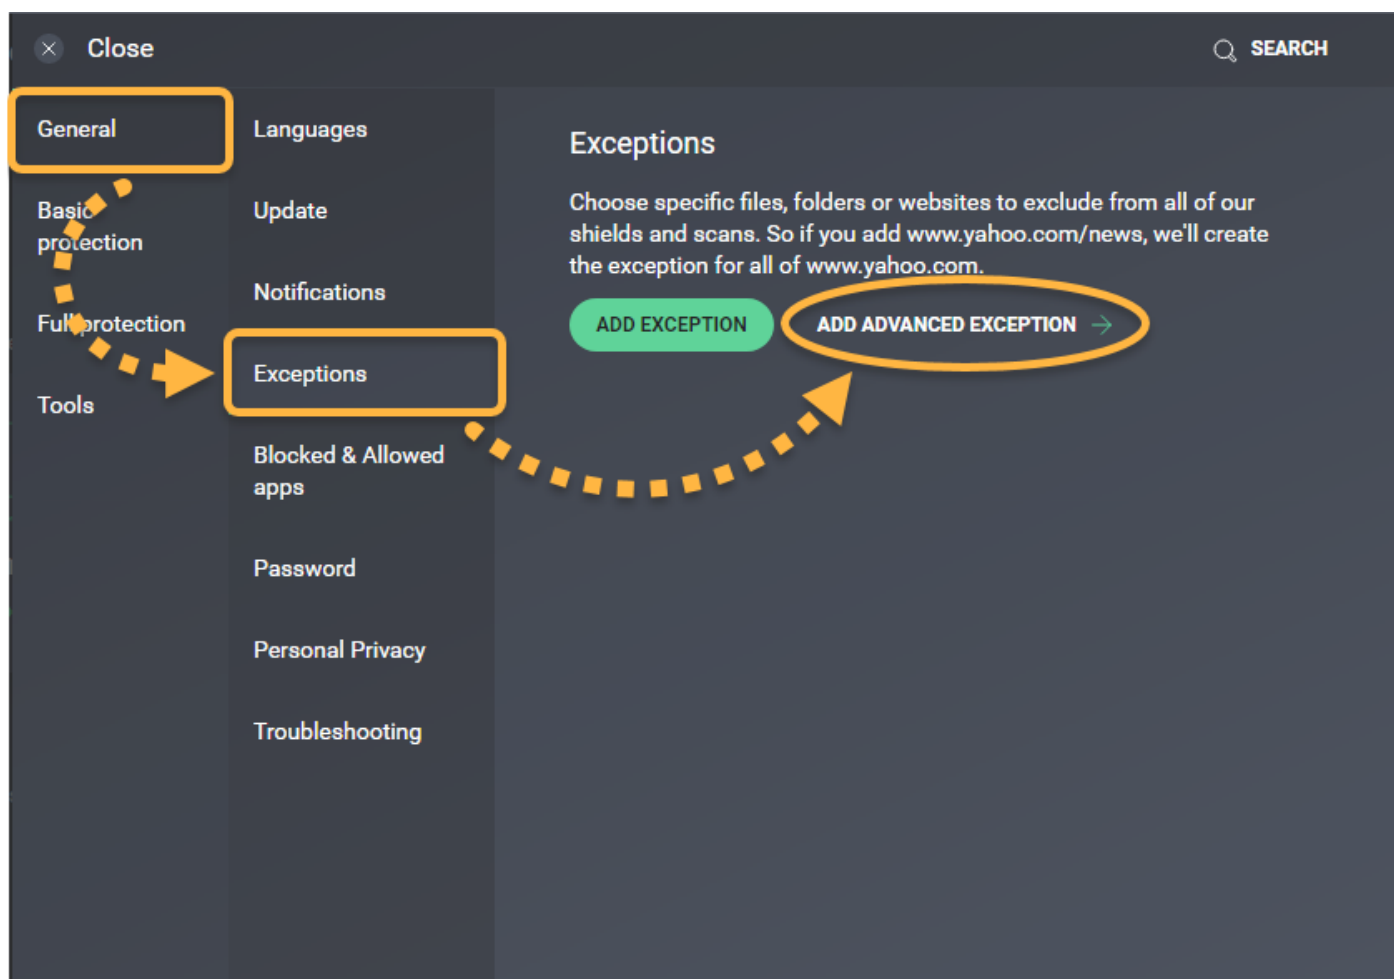 Close
SEARCH
General
Basic
protection
Full protection
Tools
Languages
Update
Notifications
Exceptions
Blocked & Allowed
apps
Password
Personal Privacy
Troubleshooting
Exceptions
Choose specific files, folders or websites to exclude from all of our
shields and scans. So if you add www.yahoo.com/news, we'll create
the exception for all of www.yahoo.com.
ADD EXCEPTION
ADD ADVANCED EXCEPTION